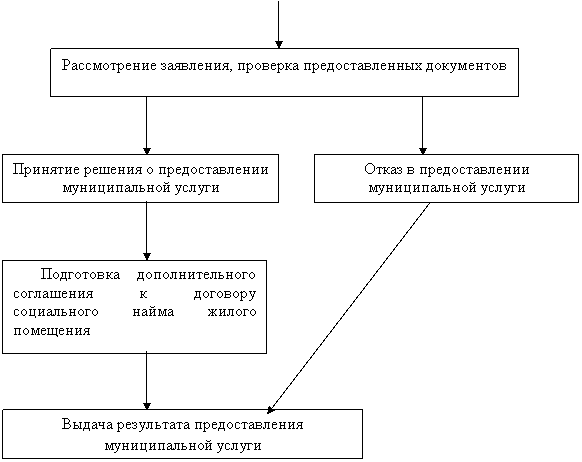 Рассмотрение заявления, проверка предоставленных документов
Принятие решения о предоставлении
муниципальной услуги
Отказ в предоставлении
муниципальной услуги
Подготовка дополнительного
соглашения к договору
социального найма жилого
помещения
Выдача результата предоставления
муниципальной услуги